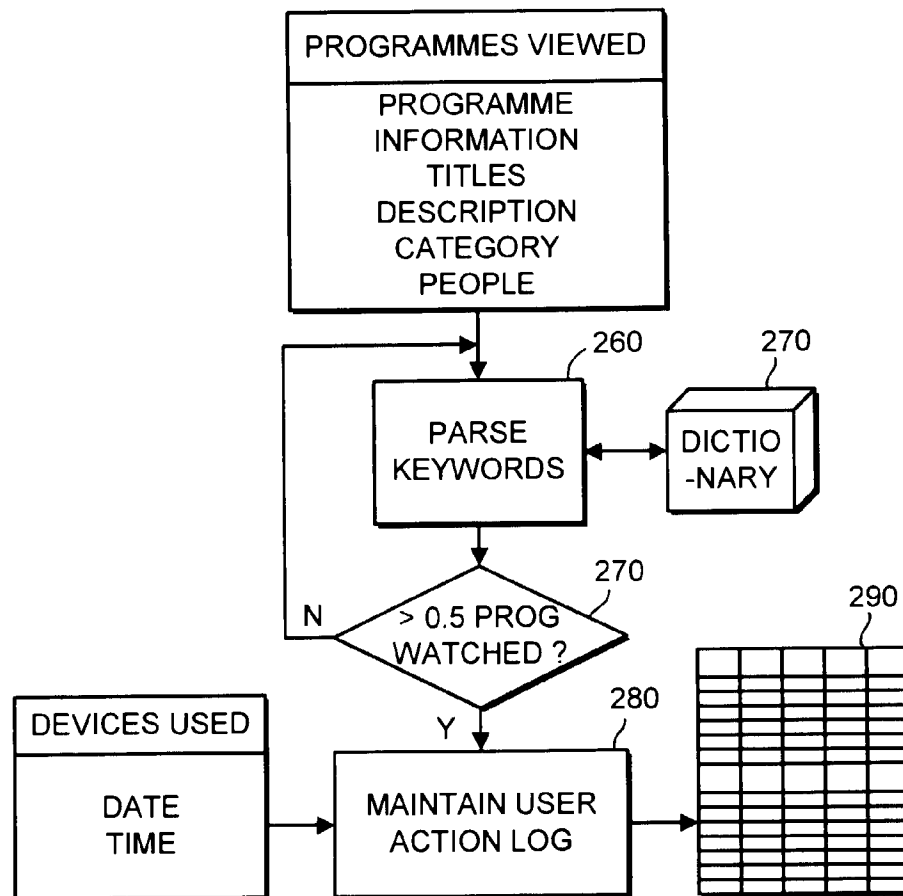 PROGRAMMES VIEWED
PROGRAMME
INFORMATION
TITLES
DESCRIPTION
CATEGORY
PEOPLE
260
270
PARSE
KEYWORDS
DICTIO
-NARY
270
N
> 0.5 PROG
WATCHED ?
290
Y
280
DEVICES USED
DATE
TIME
MAINTAIN USER
ACTION LOG